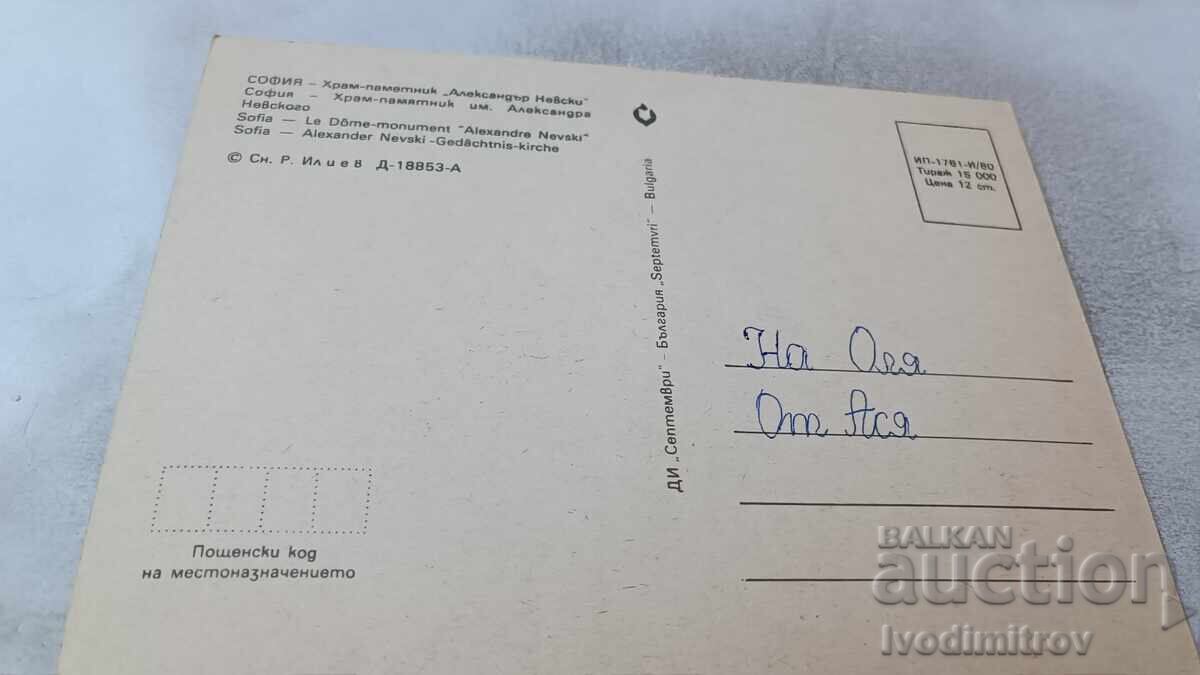 СОФИЯ – Храм-паметник „Александър Невски"
София — Храм-памятник им. Александра
Невского
Sofia — Le Dôme-monument "Alexandre Nevski"
Sofia — Alexander Nevski-Gedächtnis-kirche
© Сн. Р. Илиев Д-18853-А
Пощенски код
на местоназначението
ДИ „Септември" – България „Septemvri" – Bulgaria
ИП-1781-И/80
Тираж 15 000
Цена 12 ст.
На Оля
От Ася
BALKAN
auction
Ivodimitrov